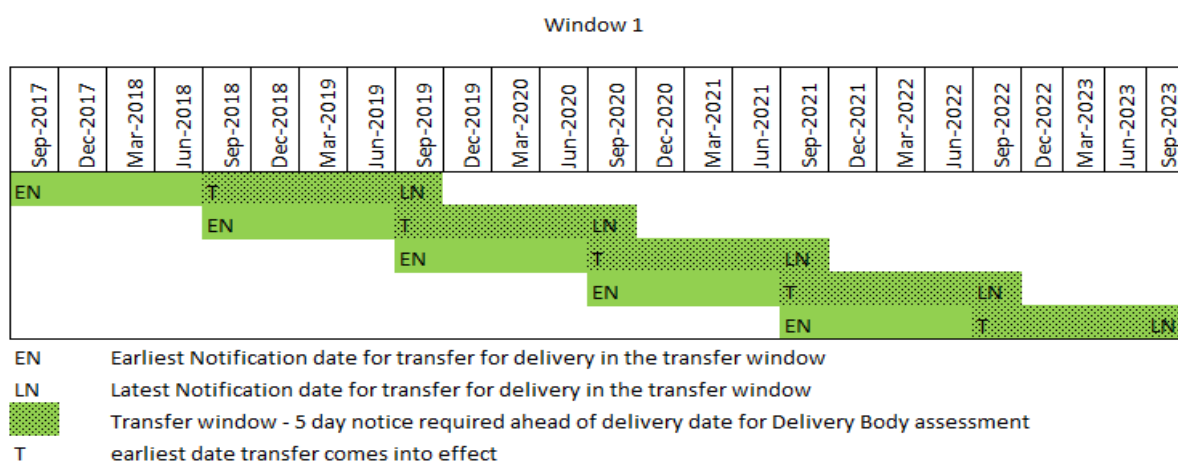 Window 1
Sep-2017 Dec-2017 Mar-2018 Jun-2018 Sep-2018 Dec-2018 Mar-2019 Jun-2019 Sep-2019 Dec-2019 Mar-2020 Jun-2020 Sep-2020 Dec-2020 Mar-2021 Jun-2021 Sep-2021 Dec-2021 Mar-2022 Jun-2022 Sep-2022 Dec-2022 Mar-2023 Jun-2023 Sep-2023
EN T LN
EN T LN
EN T LN
EN T LN
EN T LN
EN Earliest Notification date for transfer for delivery in the transfer window
LN Latest Notification date for transfer for delivery in the transfer window
Transfer window - 5 day notice required ahead of delivery date for Delivery Body assessment
T earliest date transfer comes into effect